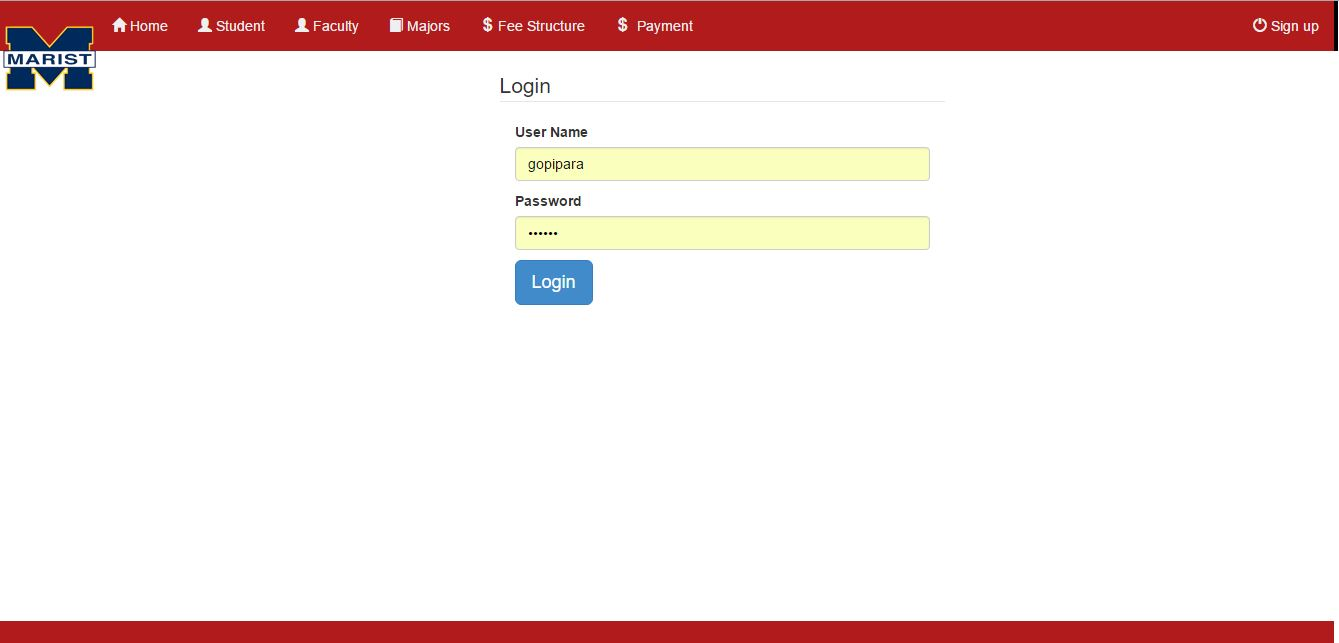 Home Student Faculty Majors $ Fee Structure $ Payment Sign up
MARIST
Login
User Name
gopipara
Password
••••••
Login